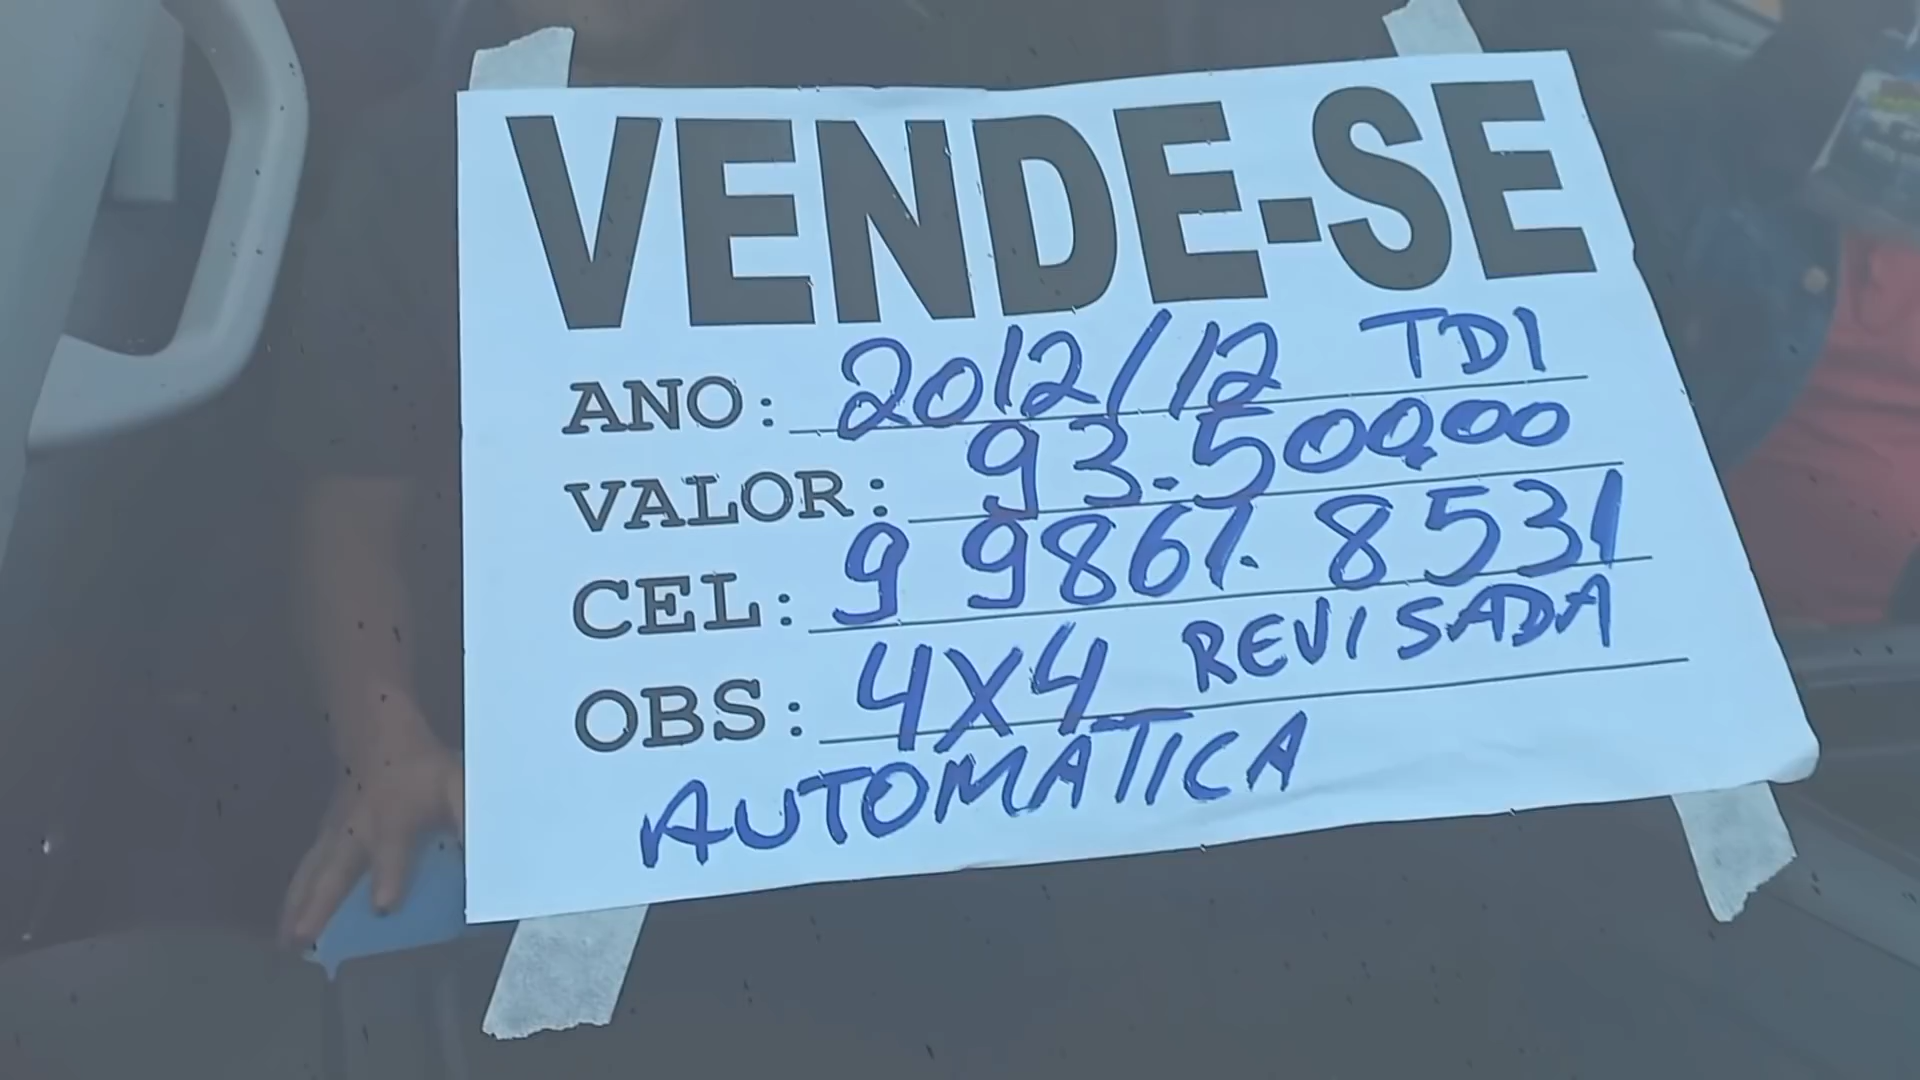 VENDE-SE
ANO: 2012/12 TDI
VALOR: 93.500,00
CEL: 9 9861.8531
OBS: 4X4 REVISADA
AUTOMATICA